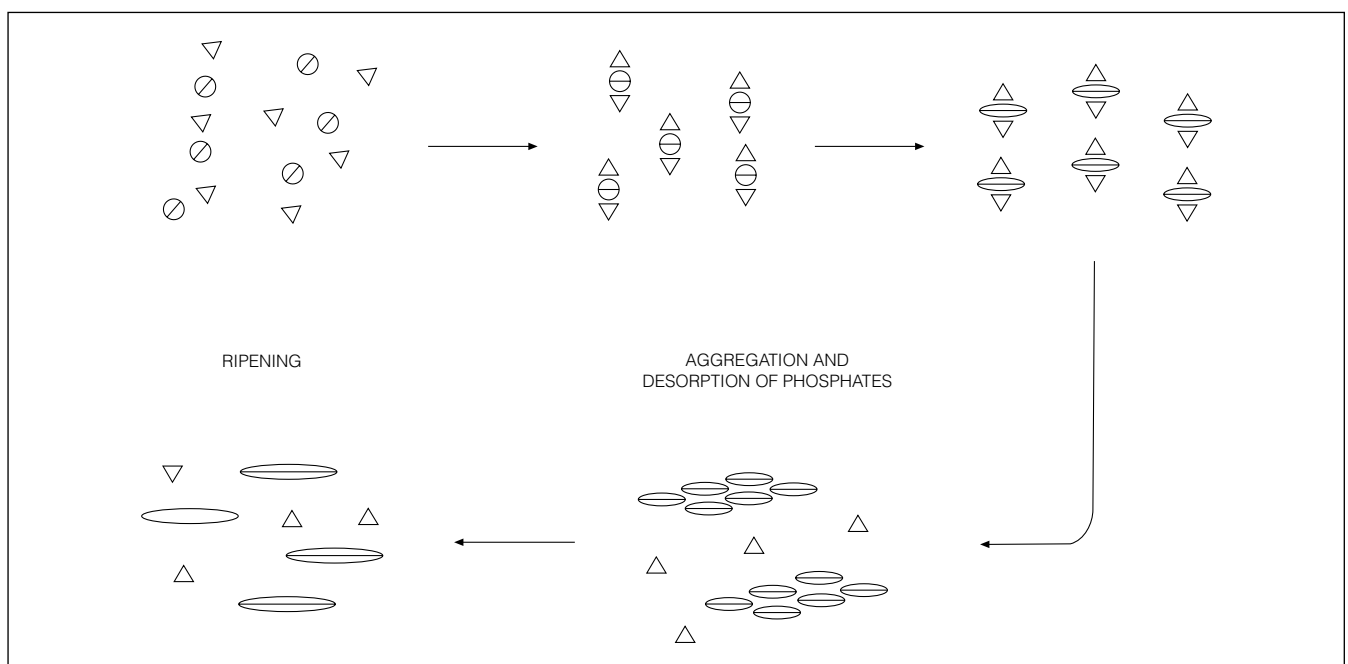 RIPENING
AGGREGATION AND
DESORPTION OF PHOSPHATES